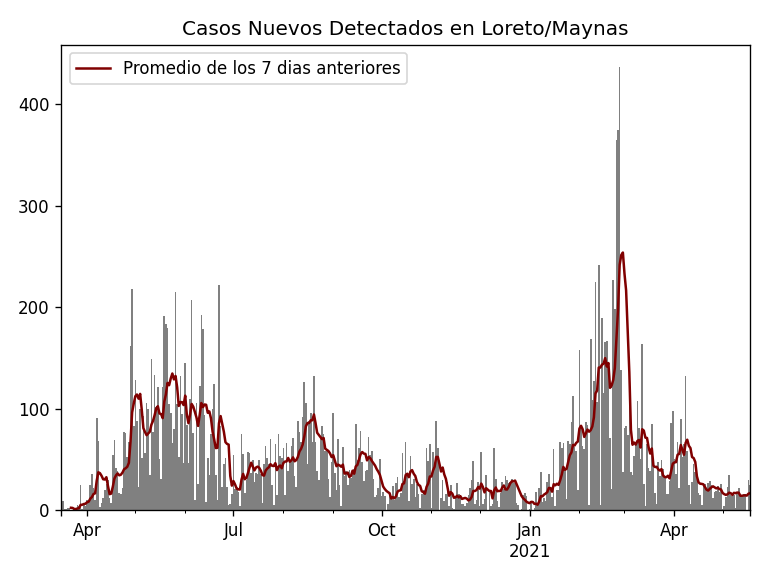 Casos Nuevos Detectados en Loreto/Maynas
Promedio de los 7 dias anteriores
400
300
200
100
0
Apr Jul Oct Jan Apr
2021